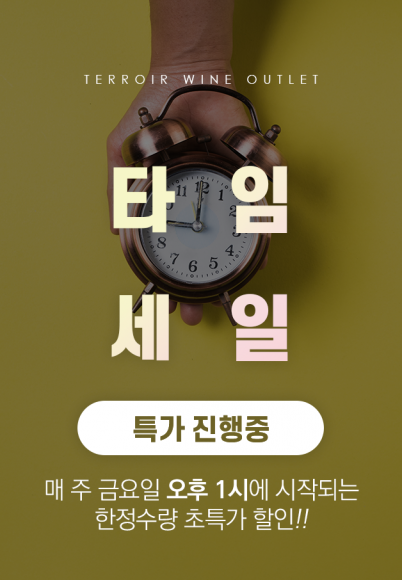 TERROIR WINE OUTLET
타임
세일
특가 진행중
매 주 금요일 오후 1시에 시작되는
한정수량 초특가 할인!!